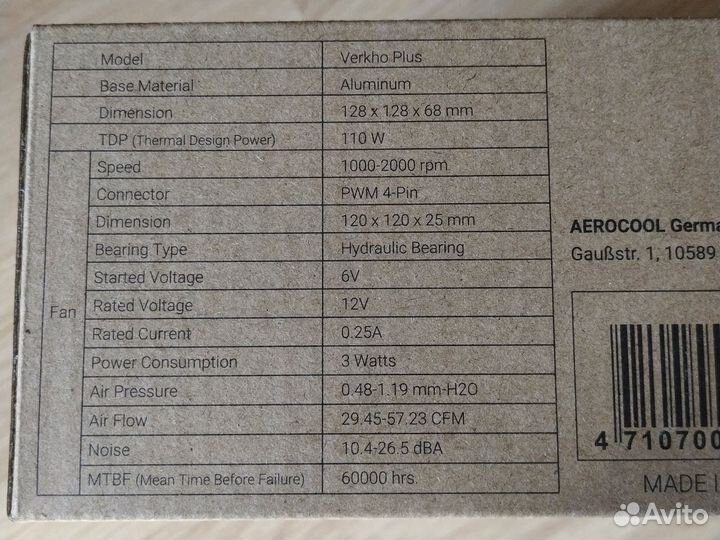 Model Verkho Plus
Base Material Aluminum
Dimension 128 x 128 x 68 mm
TDP (Thermal Design Power) 110 W
Fan
Speed 1000-2000 rpm
Connector PWM 4-Pin
Dimension 120 x 120 x 25 mm
Bearing Type Hydraulic Bearing
Started Voltage 6V
Rated Voltage 12V
Rated Current 0.25A
Power Consumption 3 Watts
Air Pressure 0.48-1.19 mm-H2O
Air Flow 29.45-57.23 CFM
Noise 10.4-26.5 dBA
MTBF (Mean Time Before Failure) 60000 hrs.
AEROCOOL Germa
Gaußstr. 1, 10589
4 710700
MADE I
Avito